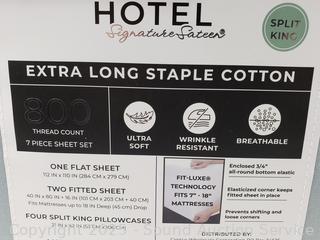 HOTEL
Signature Sateen®
SPLIT
KING
EXTRA LONG STAPLE COTTON
800
THREAD COUNT
7 PIECE SHEET SET
ULTRA
SOFT
WRINKLE
RESISTANT
BREATHABLE
ONE FLAT SHEET
112 IN x 110 IN (284 CM x 279 CM)
TWO FITTED SHEET
40 IN x 80 IN + 16 IN (101 CM x 203 CM + 40 CM)
Fits Mattresses up to 18 IN Deep (45 cm) Drop
FOUR SPLIT KING PILLOWCASES
FIT-LUXE®
TECHNOLOGY
FITS 7" - 18"
MATTRESSES
Enclosed 3/4"
all-round bottom elastic
Elasticized corner keeps
fitted sheet in place
Prevents shifting and
loose corners
DISTRIBUTED BY: